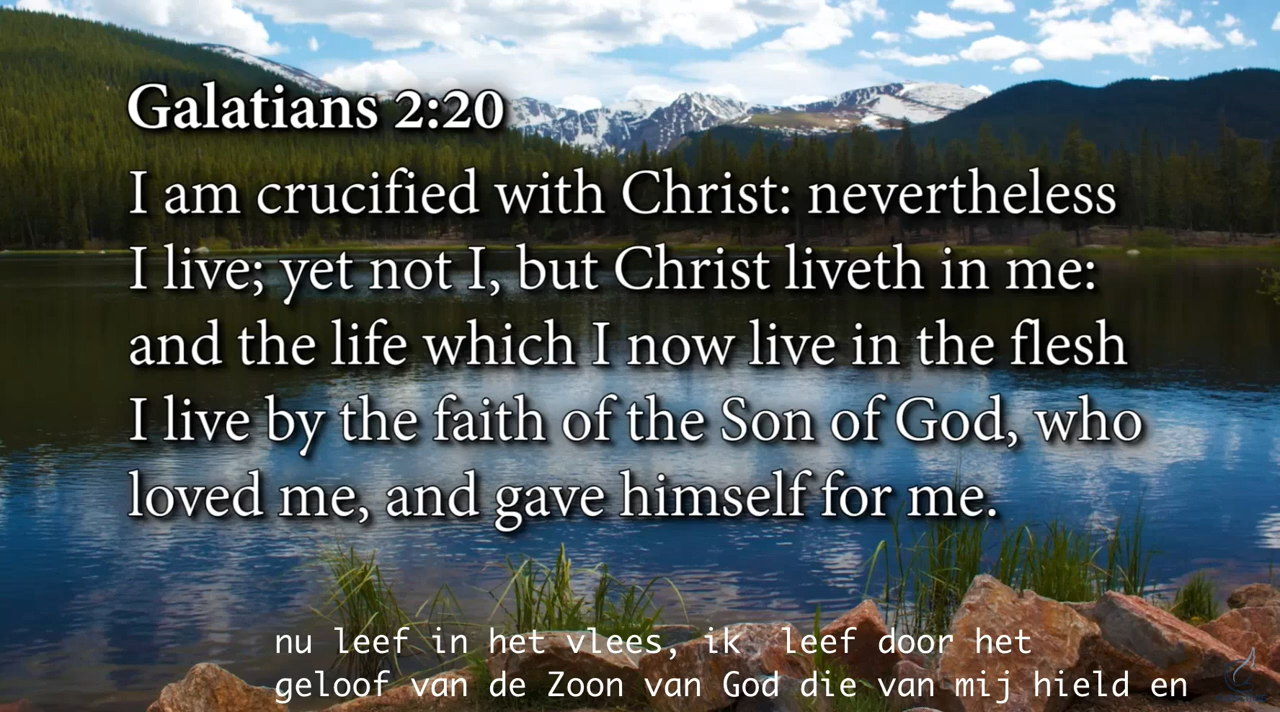 Galatians 2:20
I am crucified with Christ: nevertheless
I live; yet not I, but Christ liveth in me:
and the life which I now live in the flesh
I live by the faith of the Son of God, who
loved me, and gave himself for me.
nu leef in het vlees, ik leef door het
geloof van de Zoon van God die van mij hield en